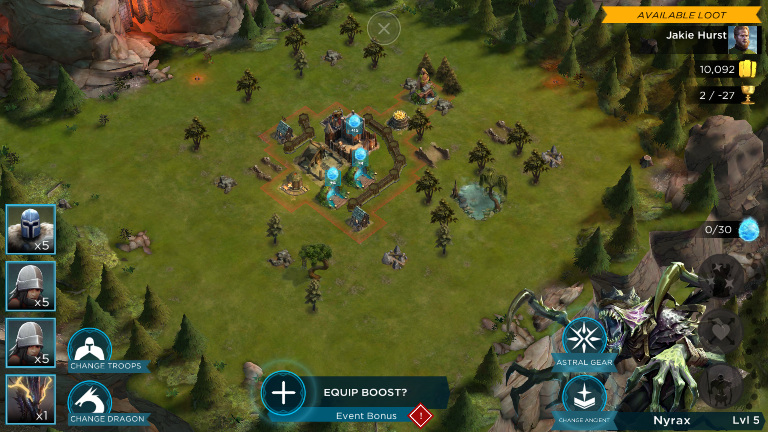 AVAILABLE LOOT
Jakie Hurst
10,092
2 / -27
0/30
x5
x5
x5
x1
CHANGE TROOPS
CHANGE DRAGON
EQUIP BOOST?
Event Bonus
ASTRAL GEAR
CHANGE ANCIENT
Nyrax
Lvl 5